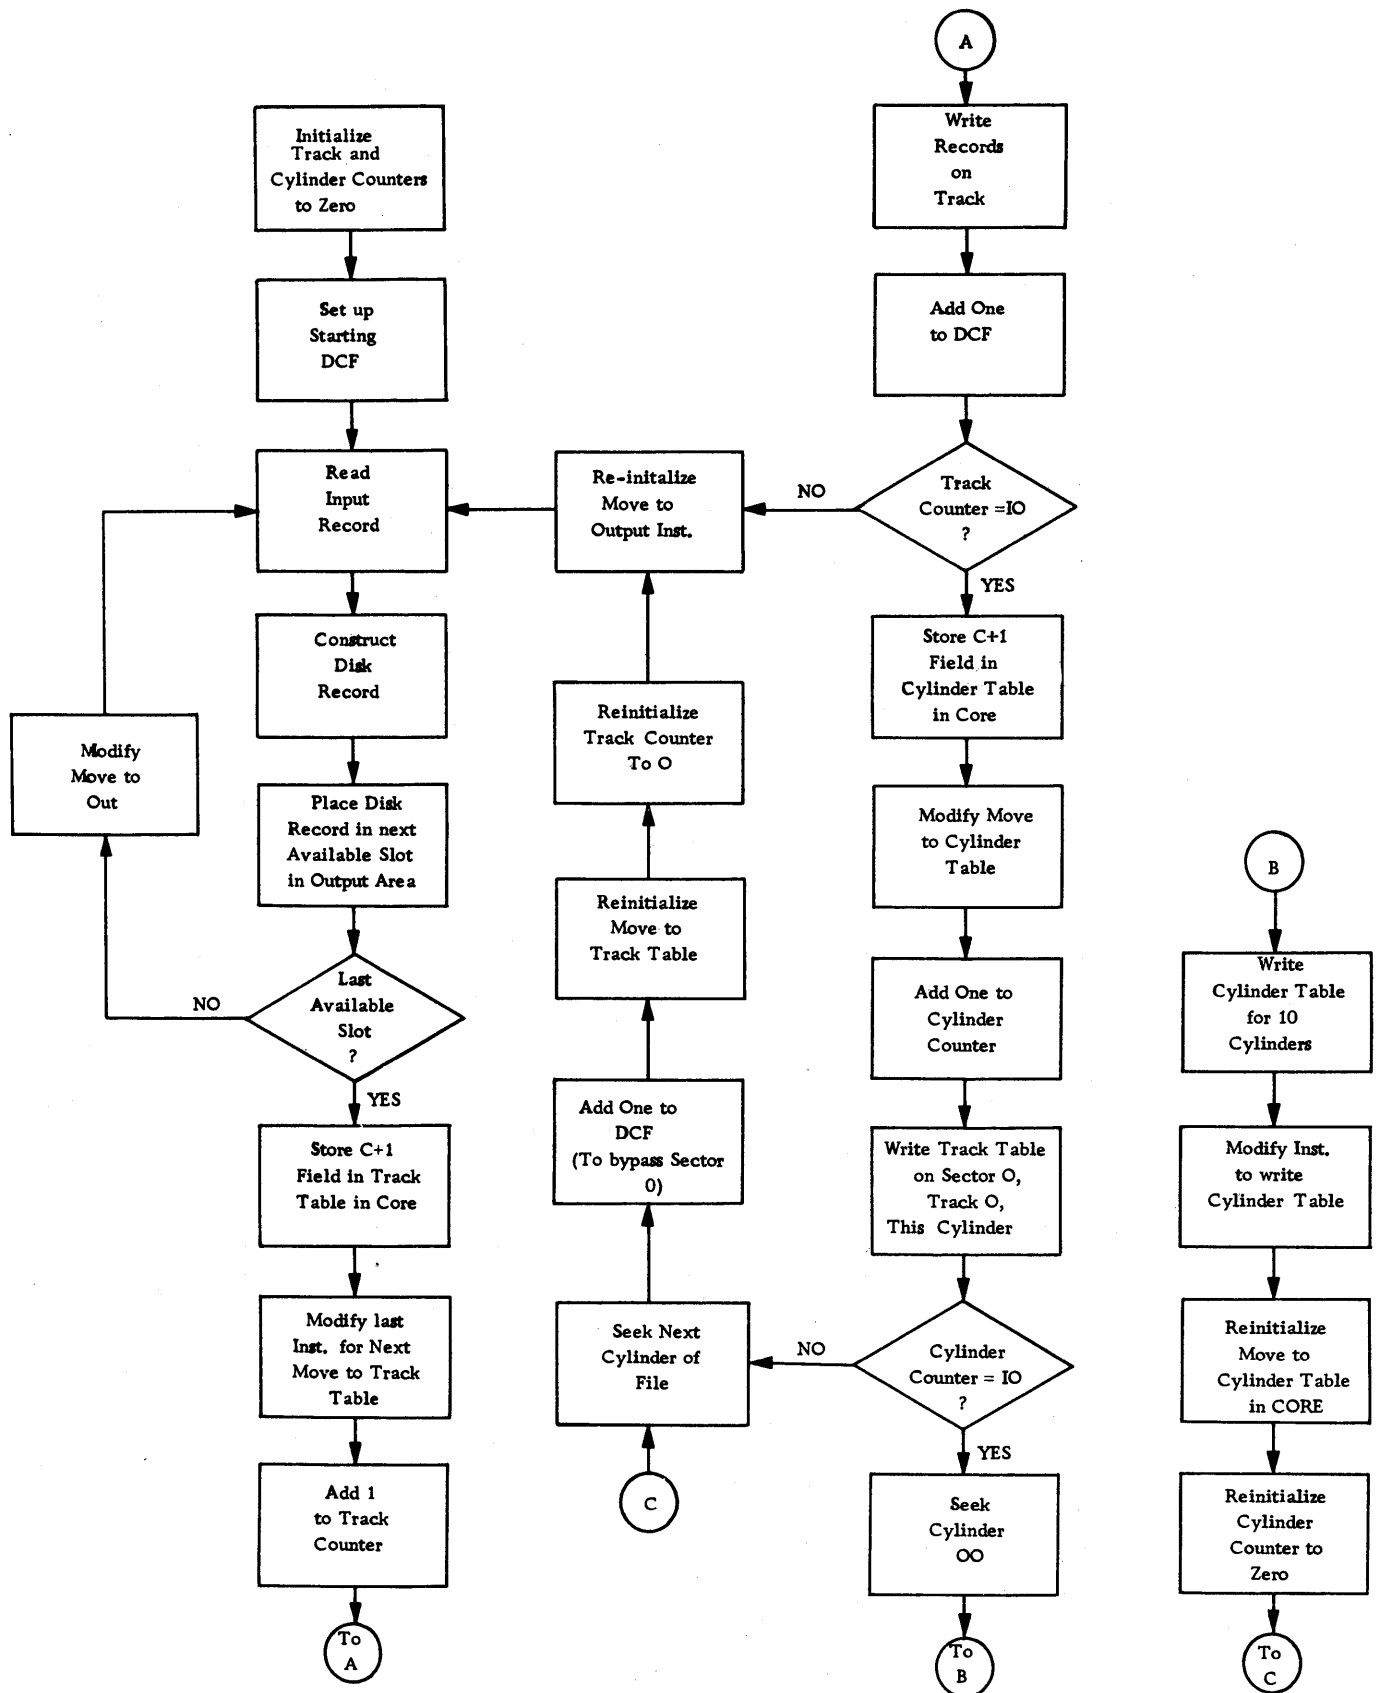 Initialize
Track and
Cylinder Counters
to Zero
Set up
Starting
DCF
Read
Input
Record
Construct
Disk
Record
Place Disk
Record in next
Available Slot
in Output Area
Last
Available
Slot
?
NO
Modify
Move to
Out
YES
Store C+1
Field in Track
Table in Core
Modify last
Inst. for Next
Move to Track
Table
Add 1
to Track
Counter
To
A
A
Write
Records
on
Track
Add One
to DCF
Track
Counter =IO
?
NO
Re-initalize
Move to
Output Inst.
YES
Store C+1
Field in
Cylinder Table
in Core
Modify Move
to Cylinder
Table
Add One to
Cylinder
Counter
Write Track Table
on Sector O,
Track O,
This Cylinder
Cylinder
Counter = IO
?
NO
Seek Next
Cylinder of
File
C
Add One to
DCF
(To bypass Sector
0)
Reinitialize
Move to
Track Table
Reinitialize
Track Counter
To O
YES
Seek
Cylinder
OO
To
B
B
Write
Cylinder Table
for 10
Cylinders
Modify Inst.
to write
Cylinder Table
Reinitialize
Move to
Cylinder Table
in CORE
Reinitialize
Cylinder
Counter to
Zero
To
C